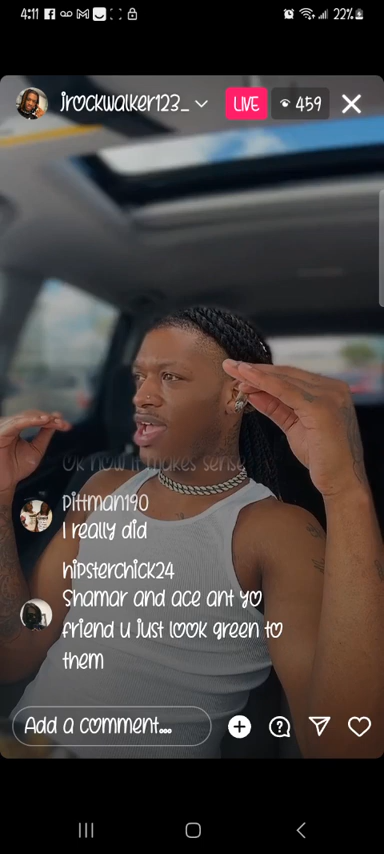 4:11
22%
jrockwalker123_
LIVE
459
Ok now it makes sense
Pittman190
I really did
hipsterchick24
Shamar and ace ant yo
friend u just look green to
them
Add a comment...